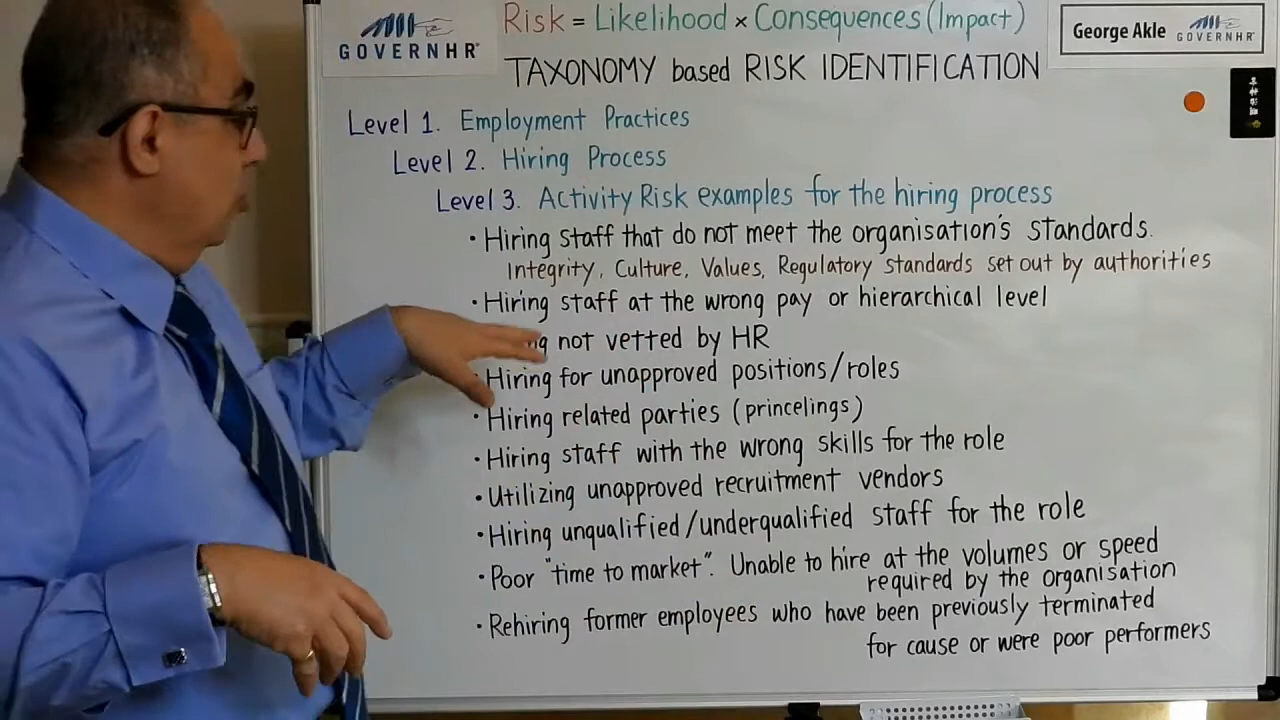 Risk = Likelihood × Consequences (Impact)
GOVERNHR
George Akle GOVERNHR
TAXONOMY based RISK IDENTIFICATION
Level 1. Employment Practices
Level 2. Hiring Process
Level 3. Activity Risk examples for the hiring process
• Hiring staff that do not meet the organisation's standards.
Integrity, Culture, Values, Regulatory standards set out by authorities
• Hiring staff at the wrong pay or hierarchical level
not vetted by HR
• Hiring for unapproved positions/roles
• Hiring related parties (princelings)
• Hiring staff with the wrong skills for the role
• Utilizing unapproved recruitment vendors
• Hiring unqualified/underqualified staff for the role
• Poor "time to market". Unable to hire at the volumes or speed
required by the organisation
• Rehiring former employees who have been previously terminated
for cause or were poor performers